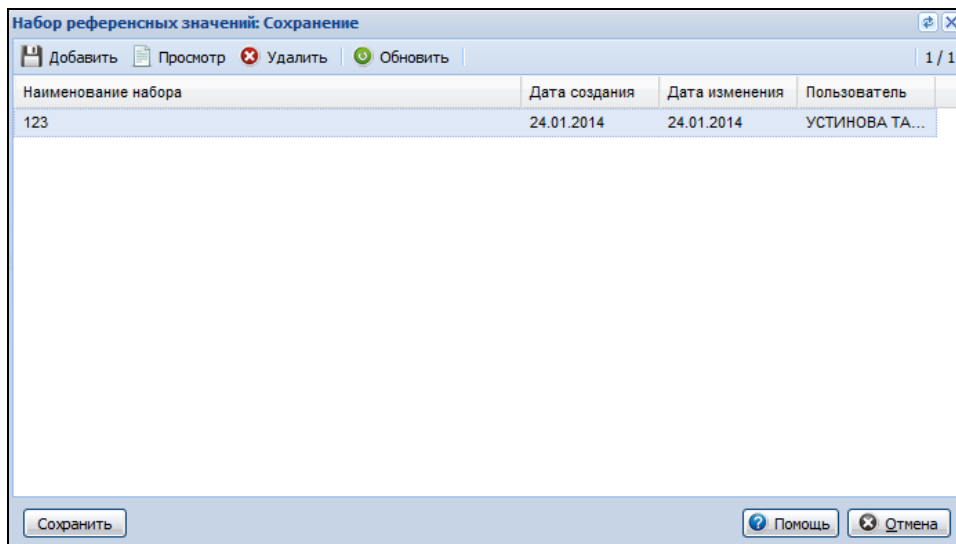 Набор референсных значений: Сохранение
Добавить Просмотр Удалить Обновить 1 / 1
Наименование набора Дата создания Дата изменения Пользователь
123 24.01.2014 24.01.2014 УСТИНОВА ТА...
Сохранить Помощь Отмена